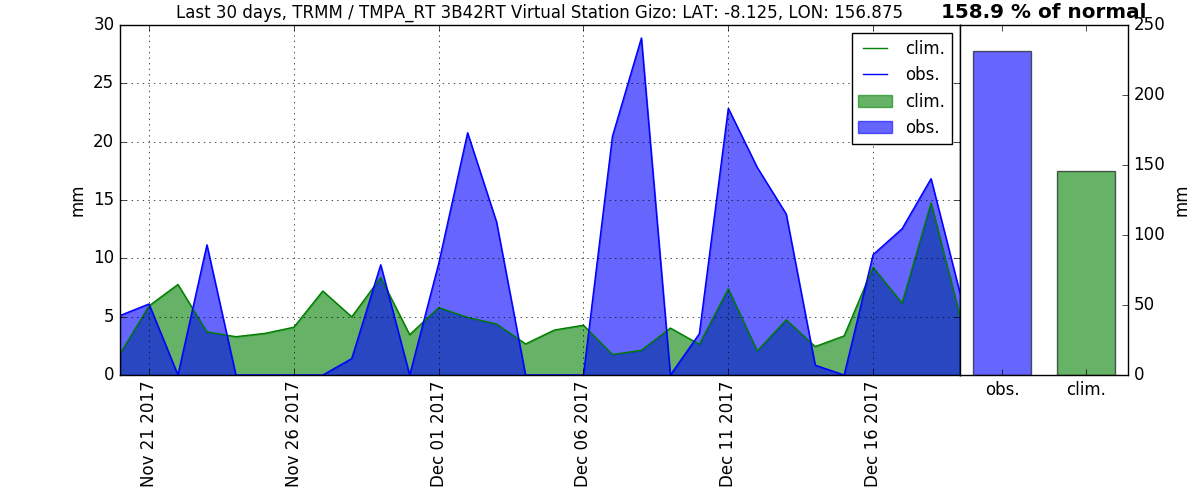 Last 30 days, TRMM / TMPA_RT 3B42RT Virtual Station Gizo: LAT: -8.125, LON: 156.875
158.9 % of normal
30
25
20
15
10
5
0
mm
clim.
obs.
clim.
obs.
Nov 21 2017
Nov 26 2017
Dec 01 2017
Dec 06 2017
Dec 11 2017
Dec 16 2017
250
200
150
100
50
0
mm
obs.
clim.